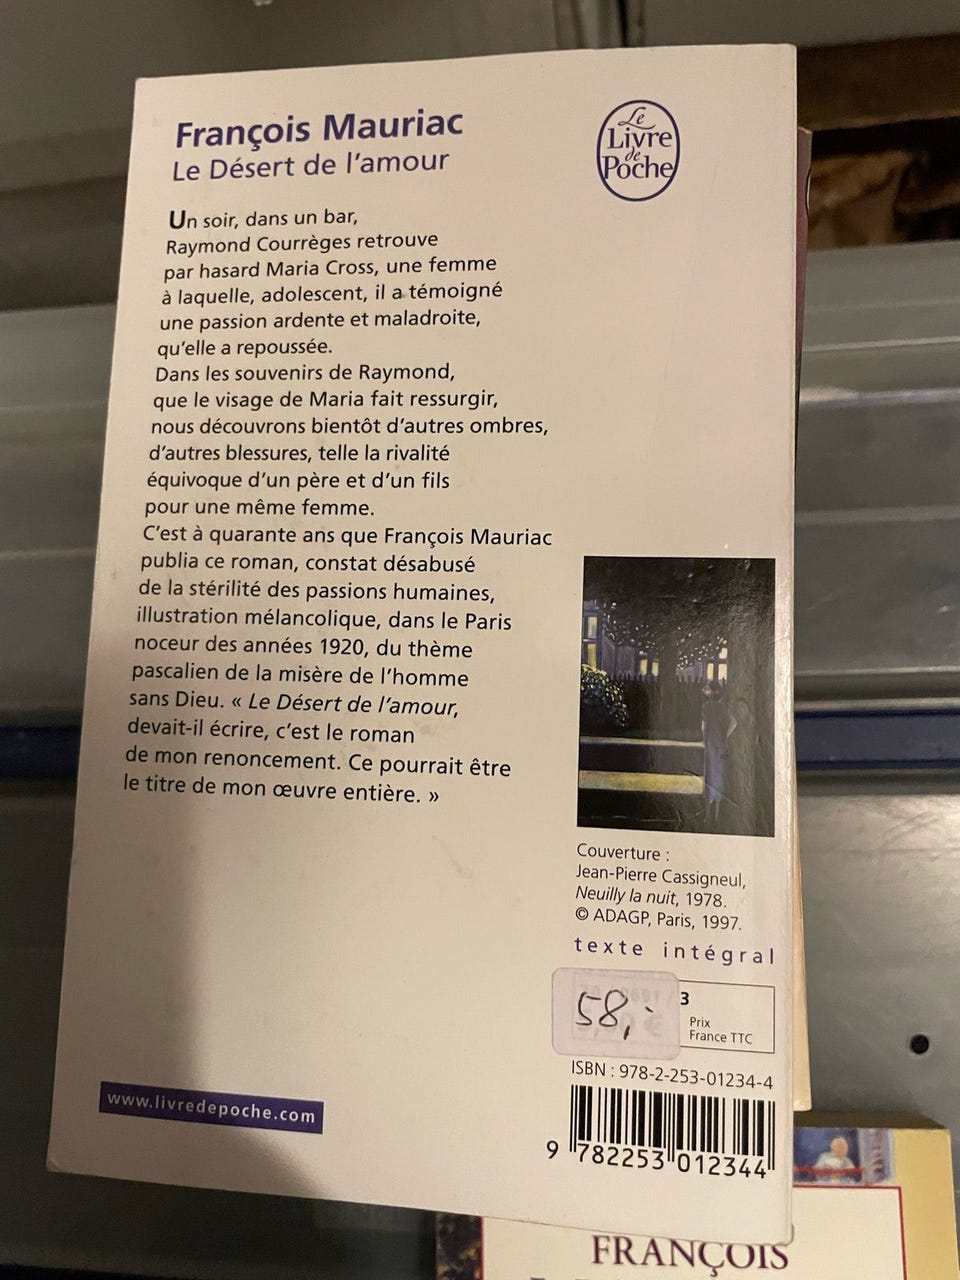 François Mauriac
Le Désert de l'amour
Le
Livre
de
Poche
Un soir, dans un bar,
Raymond Courrèges retrouve
par hasard Maria Cross, une femme
à laquelle, adolescent, il a témoigné
une passion ardente et maladroite,
qu'elle a repoussée.
Dans les souvenirs de Raymond,
que le visage de Maria fait ressurgir,
nous découvrons bientôt d'autres ombres,
d'autres blessures, telle la rivalité
équivoque d'un père et d'un fils
pour une même femme.
C'est à quarante ans que François Mauriac
publia ce roman, constat désabusé
de la stérilité des passions humaines,
illustration mélancolique, dans le Paris
noceur des années 1920, du thème
pascalien de la misère de l'homme
sans Dieu. « Le Désert de l'amour,
devait-il écrire, c'est le roman
de mon renoncement. Ce pourrait être
le titre de mon œuvre entière. »
Couverture :
Jean-Pierre Cassigneul,
Neuilly la nuit, 1978.
© ADAGP, Paris, 1997.
texte intégral
58,-
3
Prix
France TTC
ISBN : 978-2-253-01234-4
9 782253 012344
www.livredepoche.com
FRANÇOIS